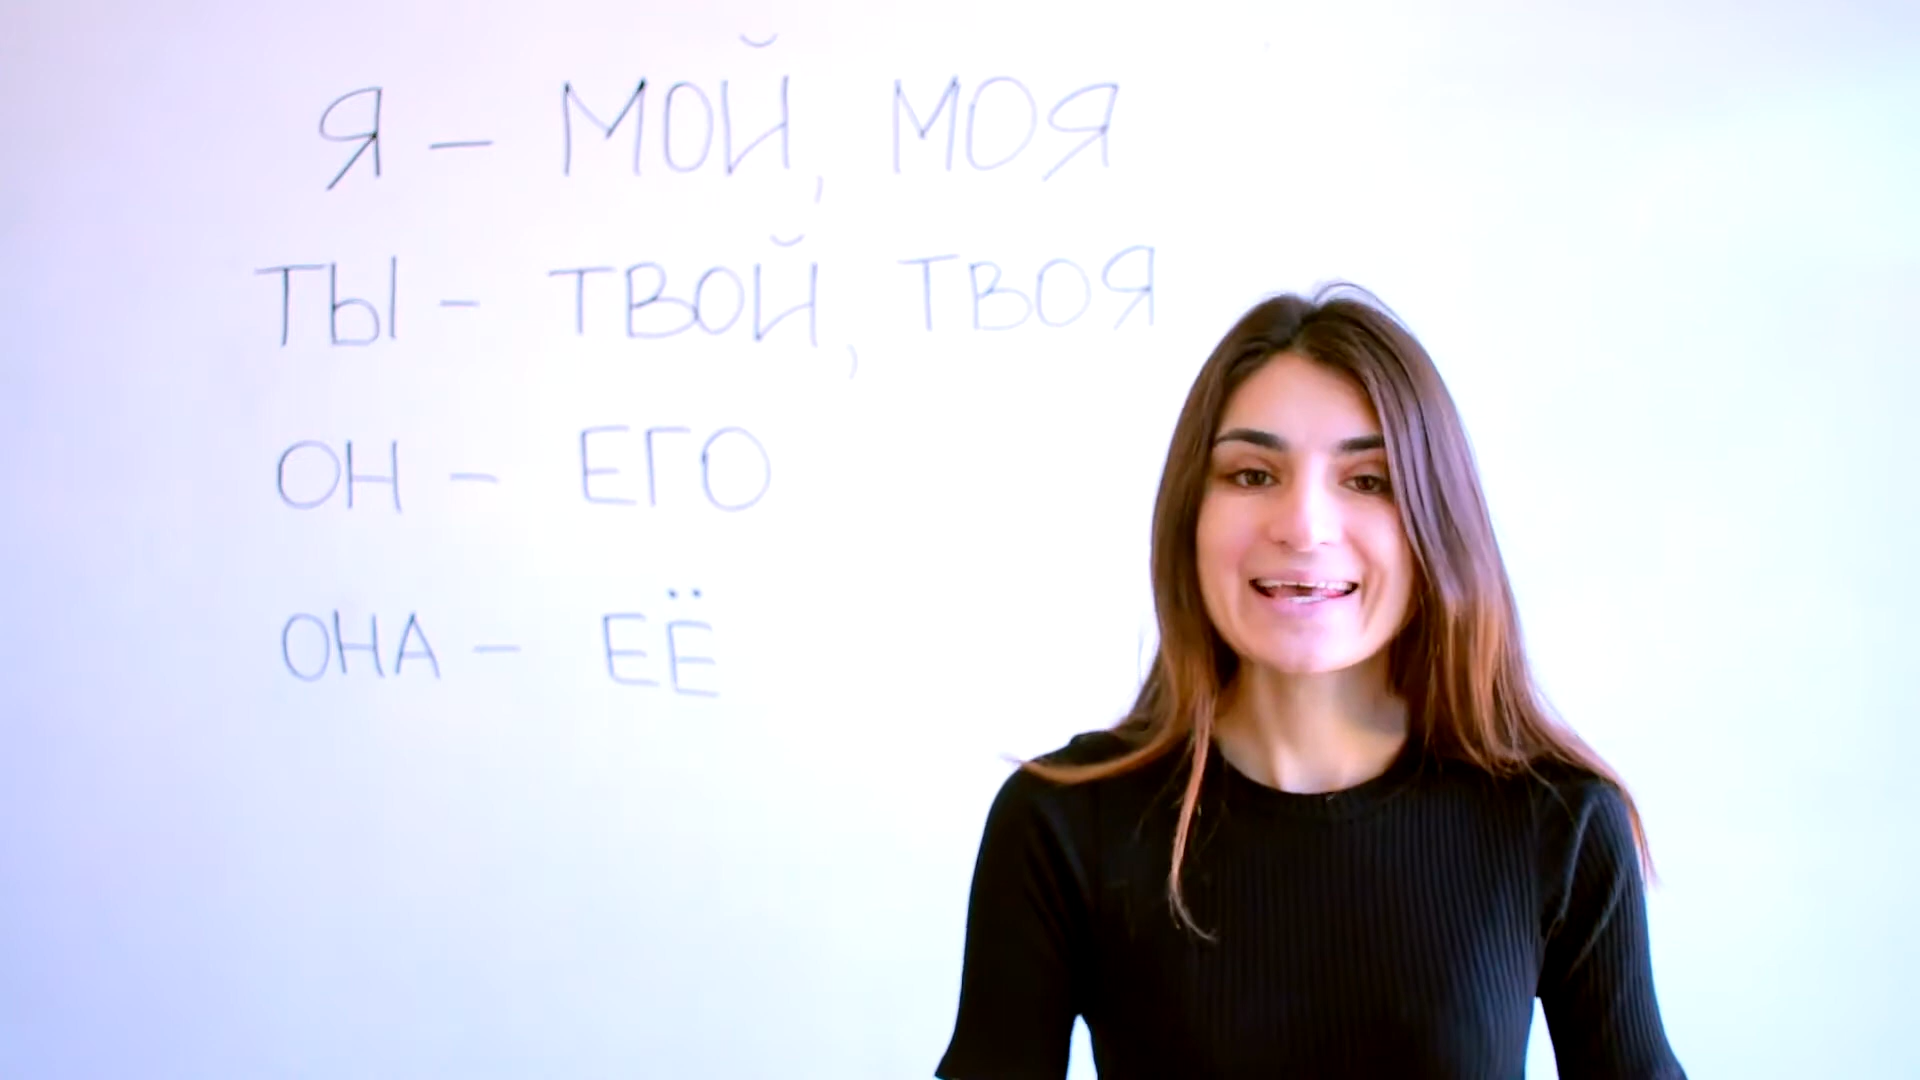 Я – МОЙ, МОЯ
ТЫ – ТВОЙ, ТВОЯ
ОН – ЕГО
ОНА – ЕЁ